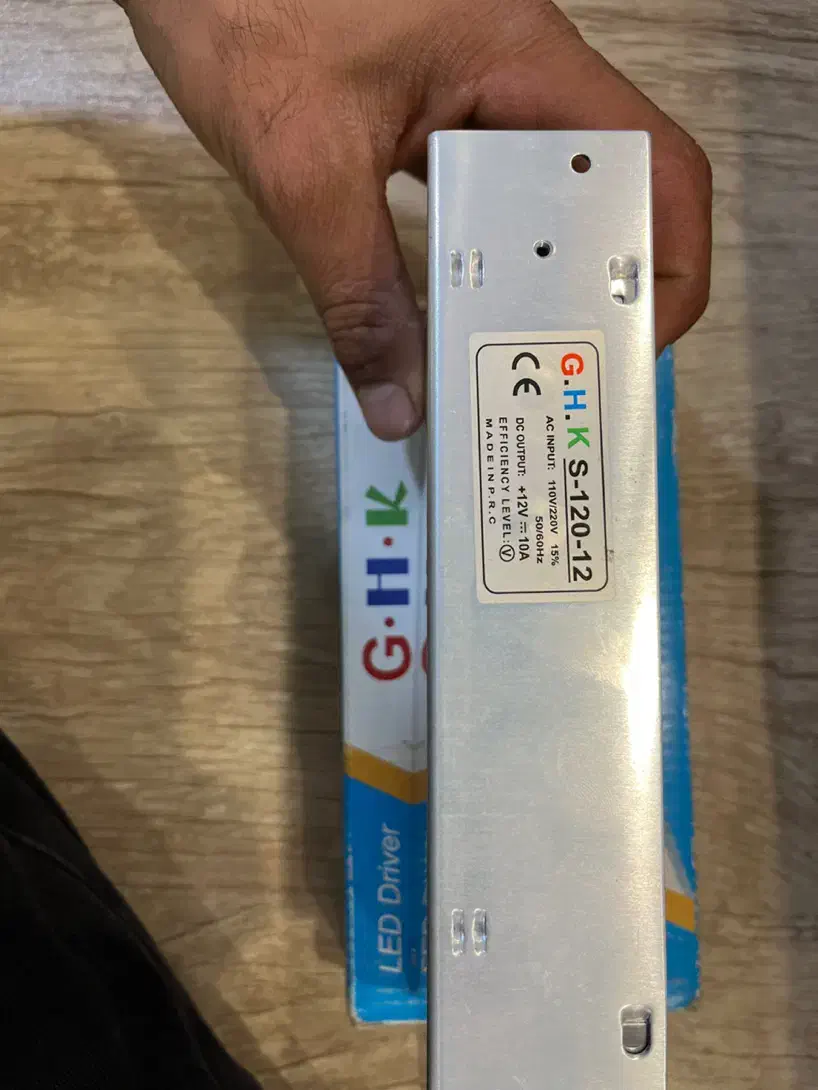 G.H.K S-120-12
AC INPUT: 110V/220V 15%
50/60Hz
DC OUTPUT: +12V ⎓ 10A
EFFICIENCY LEVEL: Ⓥ
MADE IN P.R.C
CE
G.H.K
LED Driver